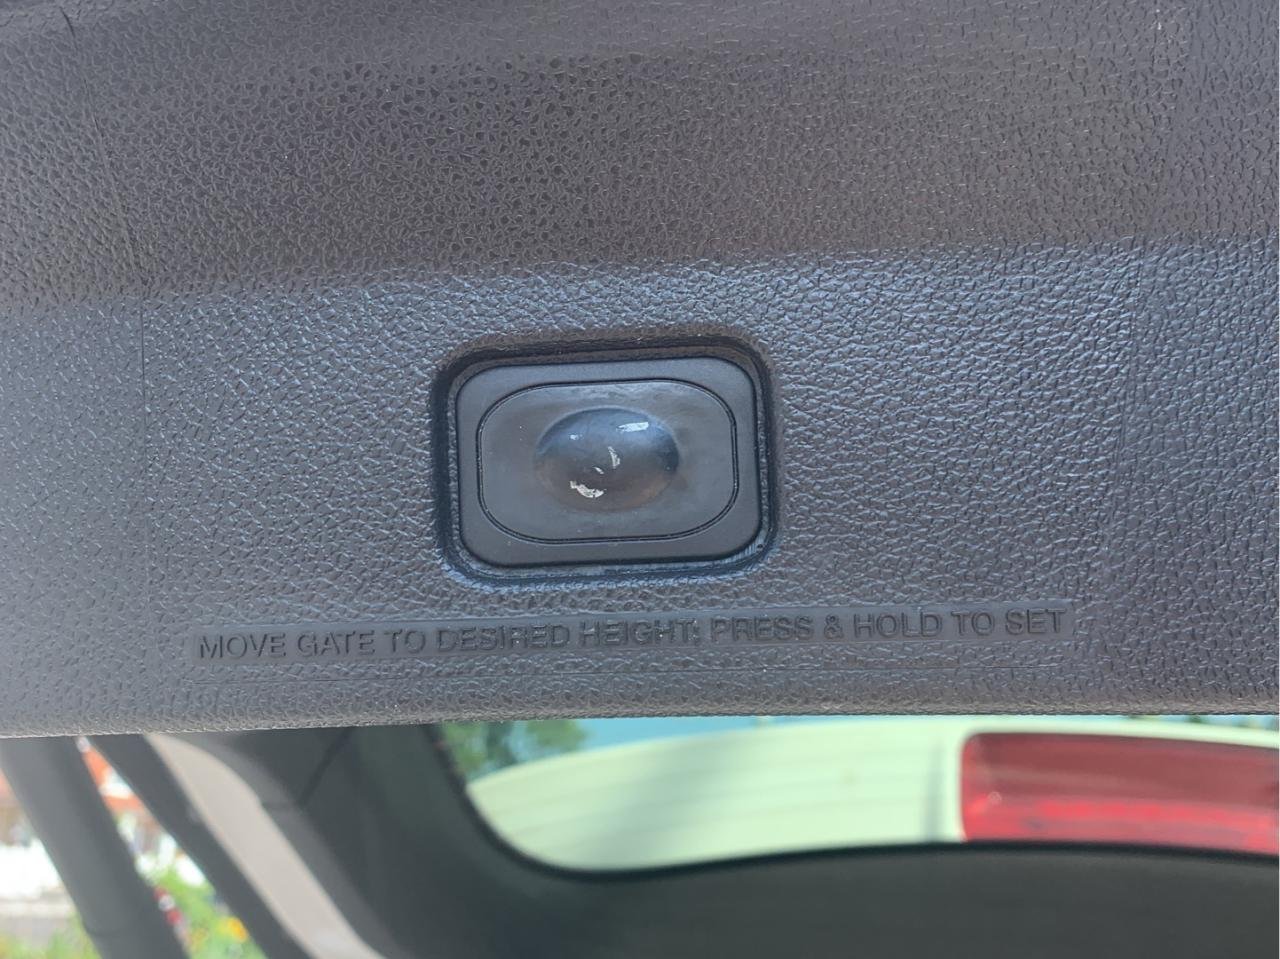 MOVE GATE TO DESIRED HEIGHT; PRESS & HOLD TO SET